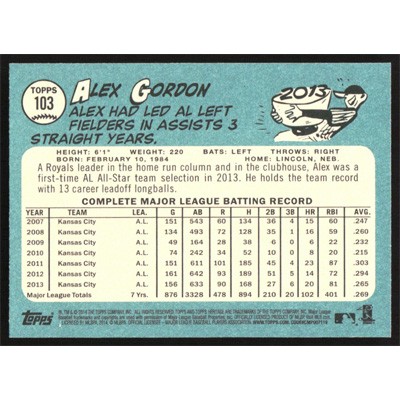 TOPPS
103
ALEX GORDON
2013
ALEX HAD LED AL LEFT
FIELDERS IN ASSISTS 3
STRAIGHT YEARS.
HEIGHT: 6'1" WEIGHT: 220 BATS: LEFT THROWS: RIGHT
BORN: FEBRUARY 10, 1984 HOME: LINCOLN, NEB.
A Royals leader in the home run column and in the clubhouse, Alex was
a first-time AL All-Star team selection in 2013. He holds the team record
with 13 career leadoff longballs.
COMPLETE MAJOR LEAGUE BATTING RECORD
YEAR TEAM LEA. G AB R H 2B 3B HR RBI AVG.
2007 Kansas City A.L. 151 543 60 134 36 4 15 60 .247
2008 Kansas City A.L. 134 493 72 128 35 1 16 59 .260
2009 Kansas City A.L. 49 164 28 38 6 0 6 22 .232
2010 Kansas City A.L. 74 242 34 52 10 0 8 20 .215
2011 Kansas City A.L. 151 611 101 185 45 4 23 87 .303
2012 Kansas City A.L. 161 642 93 189 51 5 14 72 .294
2013 Kansas City A.L. 156 633 90 168 27 6 20 81 .265
Major League Totals 7 Yrs. 876 3328 478 894 210 20 102 401 .269
Topps